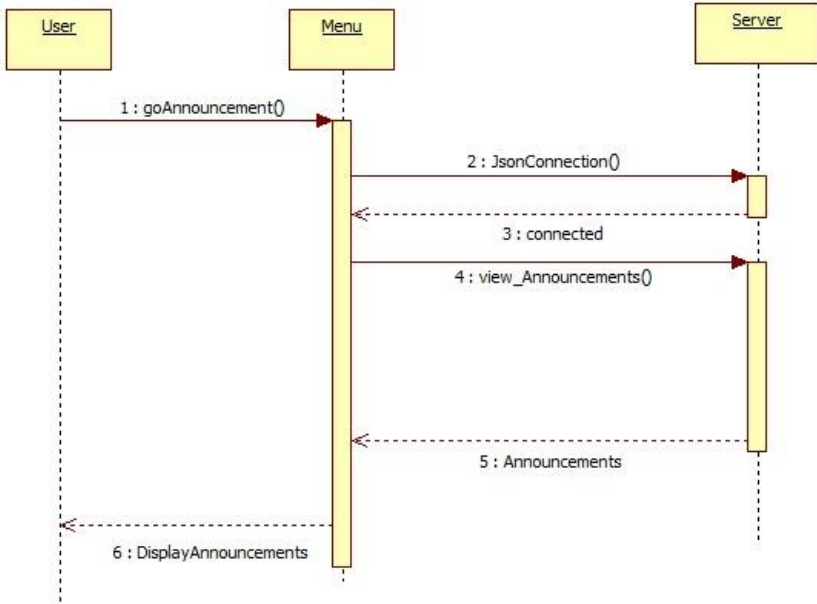 User
Menu
Server
1 : goAnnouncement()
2 : JsonConnection()
3 : connected
4 : view_Announcements()
5 : Announcements
6 : DisplayAnnouncements